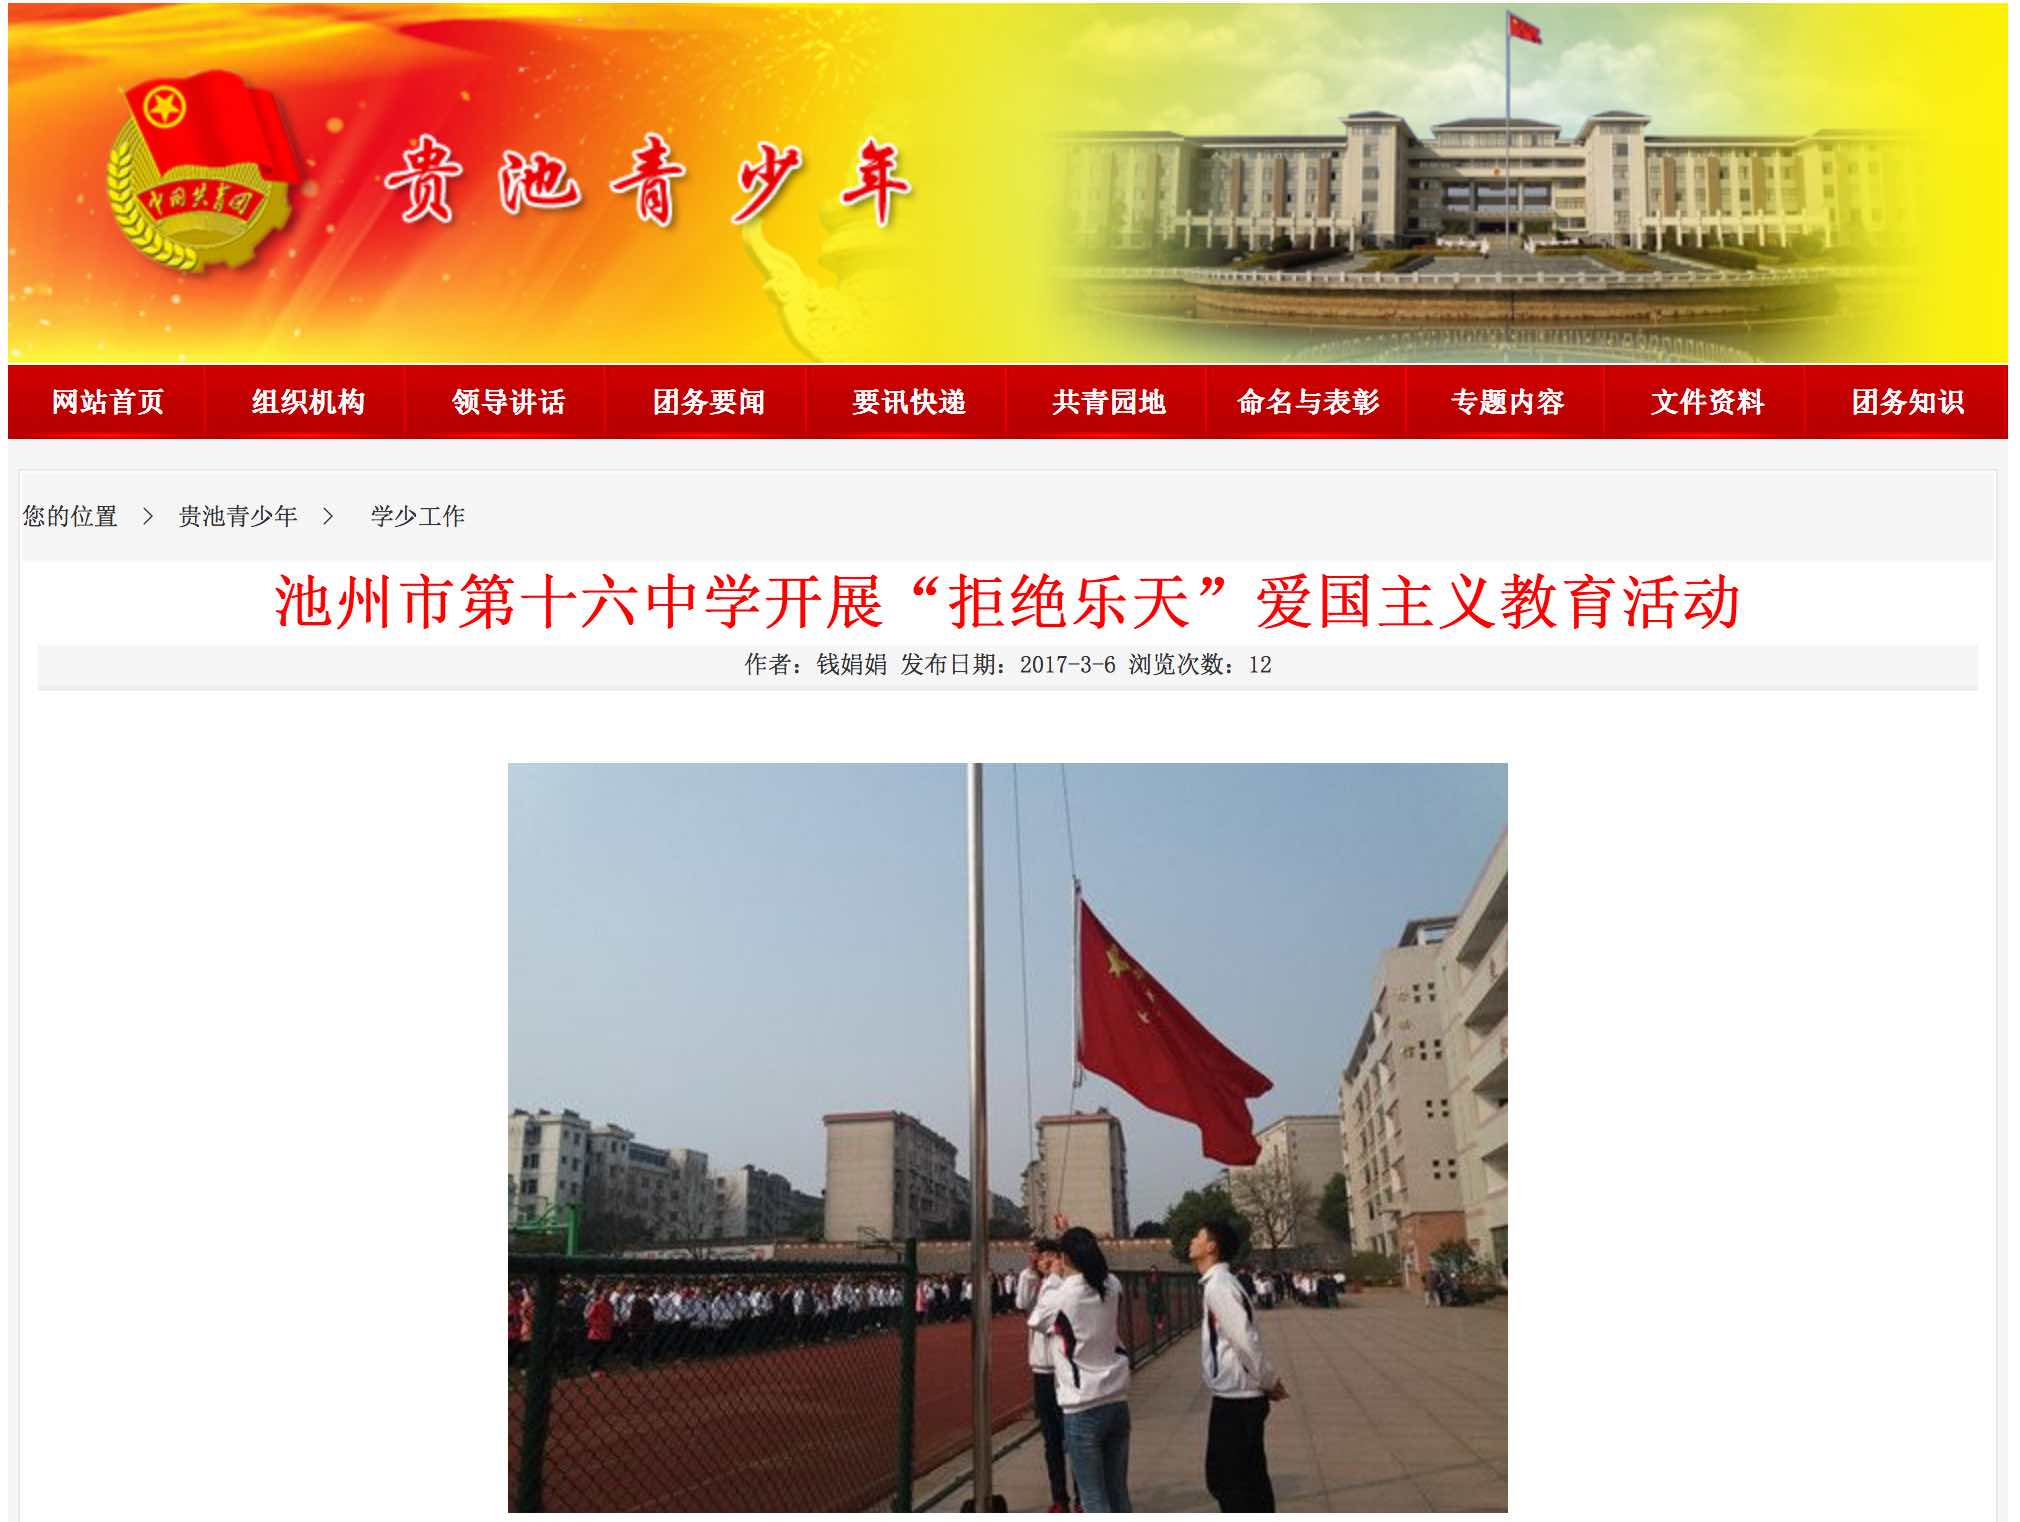 中国共青团
贵池青少年
网站首页 组织机构 领导讲话 团务要闻 要讯快递 共青园地 命名与表彰 专题内容 文件资料 团务知识
您的位置 > 贵池青少年 > 学少工作
池州市第十六中学开展“拒绝乐天”爱国主义教育活动
作者：钱娟娟 发布日期：2017-3-6 浏览次数：12